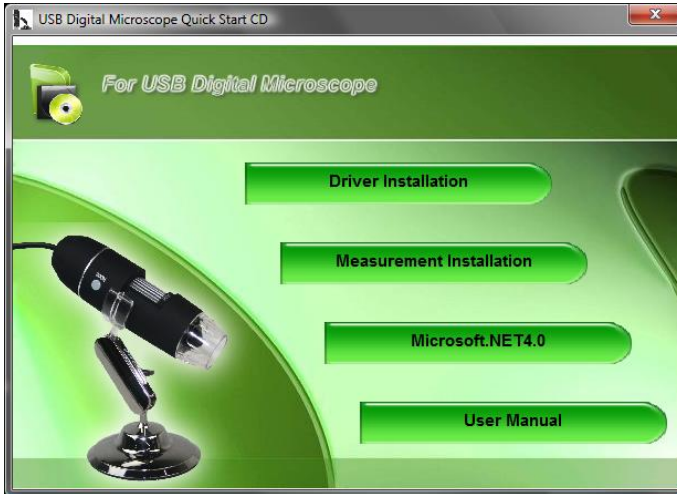 USB Digital Microscope Quick Start CD
For USB Digital Microscope
Driver Installation
Measurement Installation
Microsoft.NET4.0
User Manual